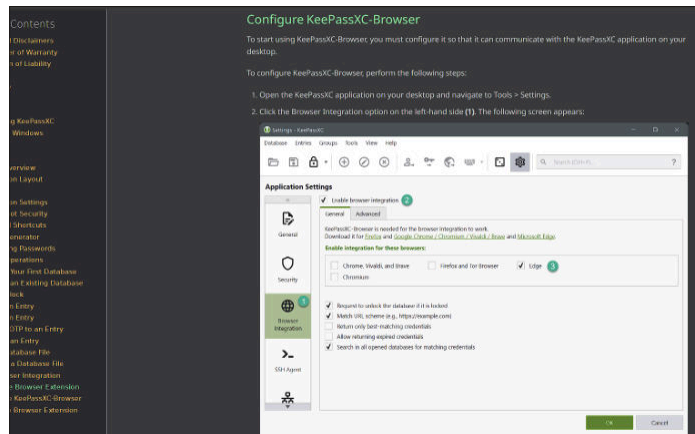 Contents
Disclaimers
of Warranty
of Liability
KeePassXC
Windows
Layout
Settings
Security
Shortcuts
Passwords
Your First Database
an Existing Database
Entry
Entry
to an Entry
an Entry
Database File
a Database File
Integration
Browser Extension
KeePassXC-Browser
Browser Extension
Configure KeePassXC-Browser
To start using KeePassXC-Browser, you must configure it so that it can communicate with the KeePassXC application on your
desktop.
To configure KeePassXC-Browser, perform the following steps:
1. Open the KeePassXC application on your desktop and navigate to Tools > Settings.
2. Click the Browser Integration option on the left-hand side (1). The following screen appears:
Settings - KeePassXC
Database Entries Groups Tools View Help
Search (Ctrl+F)... ?
Application Settings
Enable browser integration 2
General Advanced
KeePassXC-Browser is needed for the browser integration to work.
Download it for Firefox and Google Chrome / Chromium / Vivaldi / Brave and Microsoft Edge.
Enable integration for these browsers:
Chrome, Vivaldi, and Brave Firefox and Tor Browser Edge 3
Chromium
Request to unlock the database if it is locked
Match URL scheme (e.g., https://example.com)
Return only best-matching credentials
Allow returning expired credentials
Search in all opened databases for matching credentials
General
Security
1
Browser
Integration
SSH Agent
OK Cancel